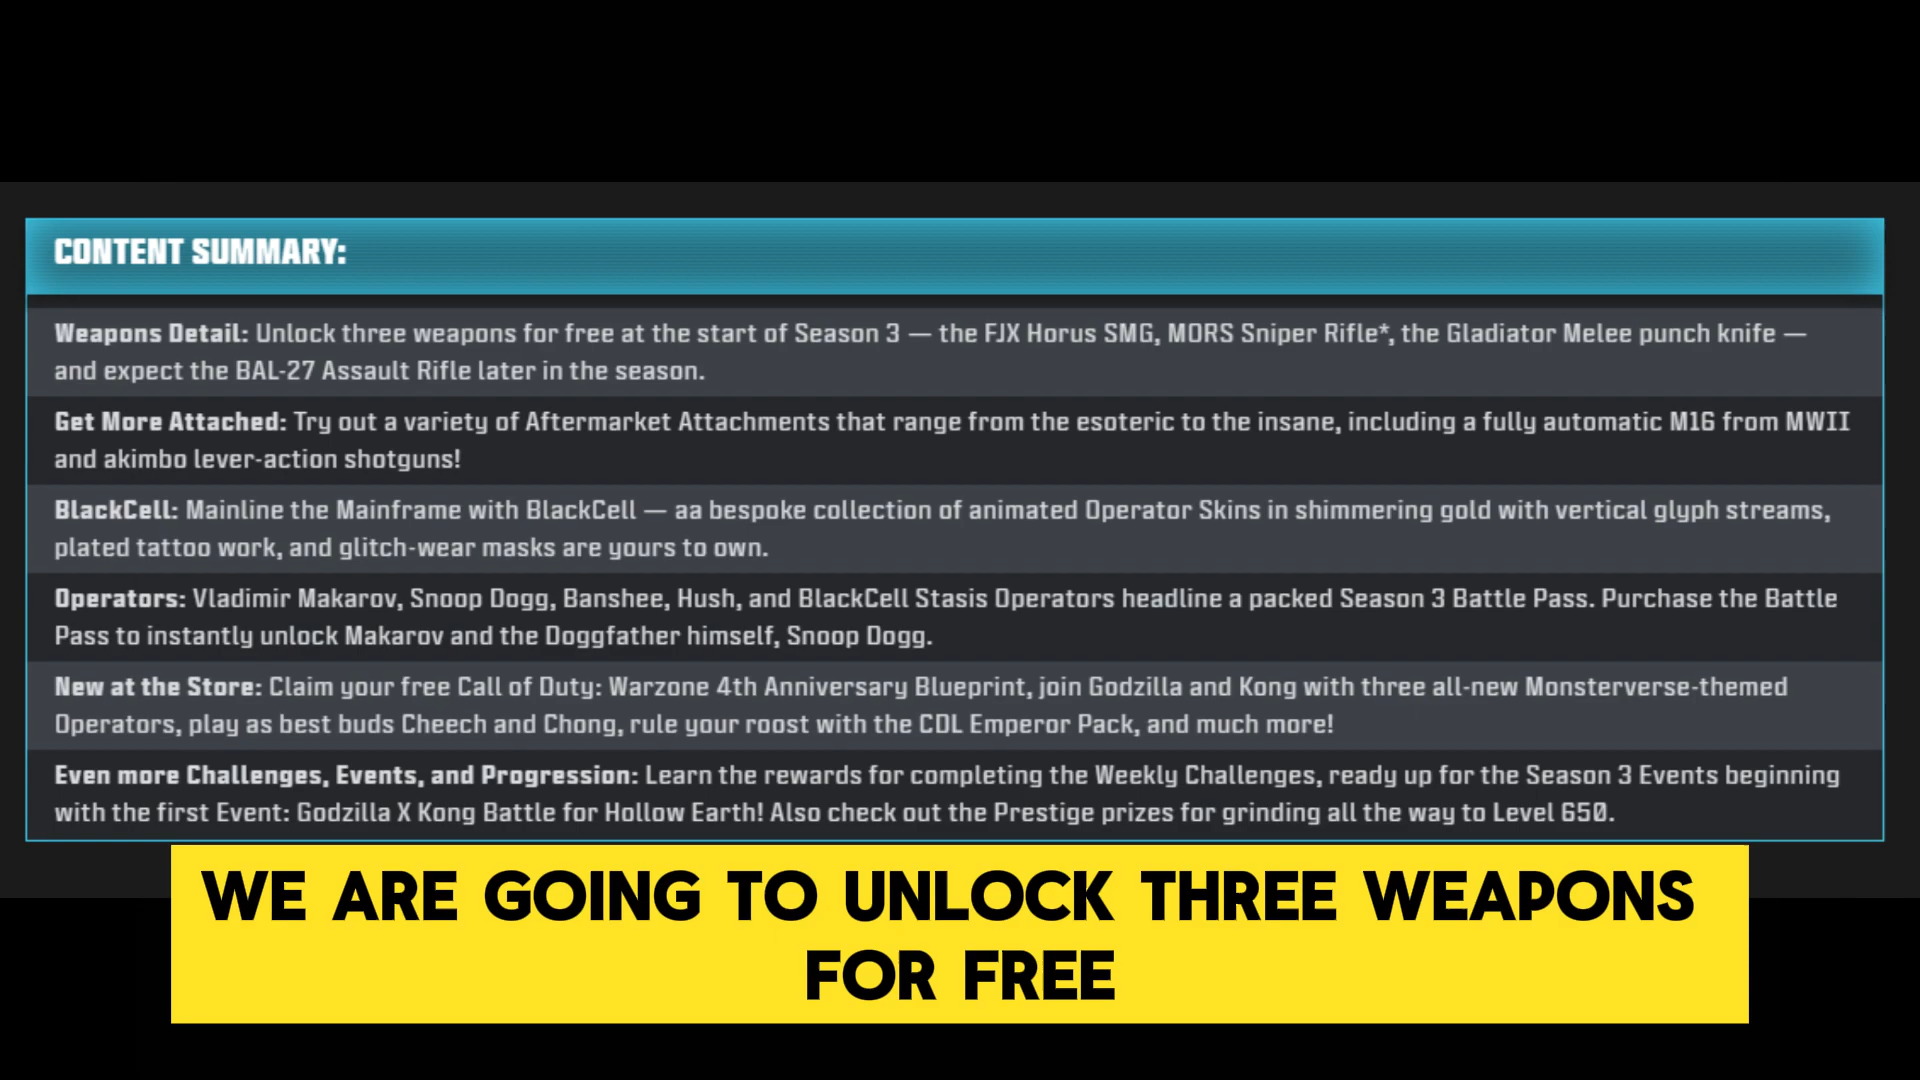 CONTENT SUMMARY:
Weapons Detail: Unlock three weapons for free at the start of Season 3 — the FJX Horus SMG, MORS Sniper Rifle*, the Gladiator Melee punch knife —
and expect the BAL-27 Assault Rifle later in the season.
Get More Attached: Try out a variety of Aftermarket Attachments that range from the esoteric to the insane, including a fully automatic M16 from MWII
and akimbo lever-action shotguns!
BlackCell: Mainline the Mainframe with BlackCell — aa bespoke collection of animated Operator Skins in shimmering gold with vertical glyph streams,
plated tattoo work, and glitch-wear masks are yours to own.
Operators: Vladimir Makarov, Snoop Dogg, Banshee, Hush, and BlackCell Stasis Operators headline a packed Season 3 Battle Pass. Purchase the Battle
Pass to instantly unlock Makarov and the Doggfather himself, Snoop Dogg.
New at the Store: Claim your free Call of Duty: Warzone 4th Anniversary Blueprint, join Godzilla and Kong with three all-new Monsterverse-themed
Operators, play as best buds Cheech and Chong, rule your roost with the CDL Emperor Pack, and much more!
Even more Challenges, Events, and Progression: Learn the rewards for completing the Weekly Challenges, ready up for the Season 3 Events beginning
with the first Event: Godzilla X Kong Battle for Hollow Earth! Also check out the Prestige prizes for grinding all the way to Level 650.
WE ARE GOING TO UNLOCK THREE WEAPONS
FOR FREE